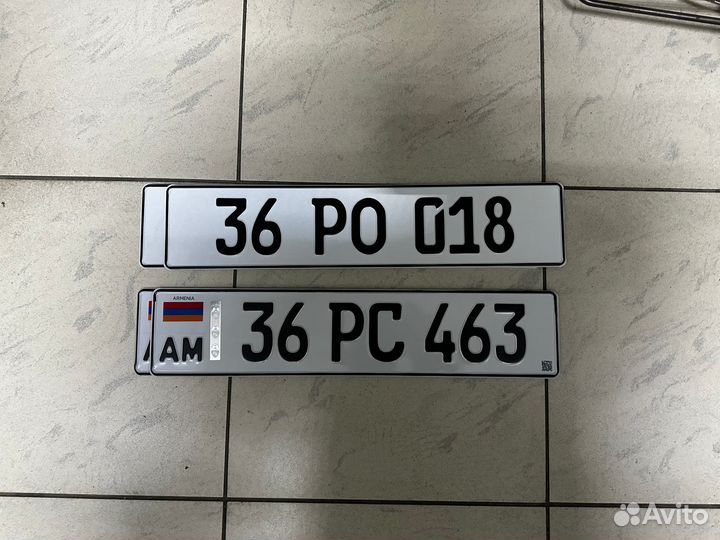 36 PO 018
ARMENIA
AM 36 PC 463
Avito